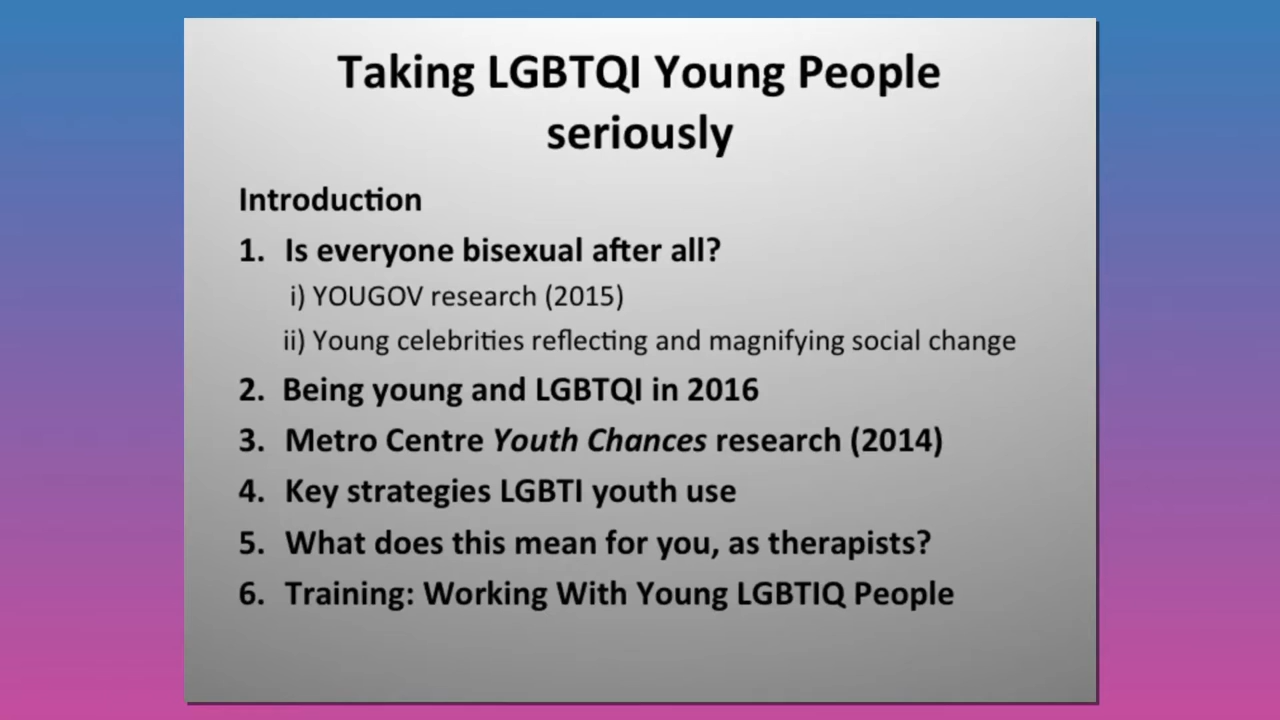 Taking LGBTQI Young People
seriously
Introduction
1. Is everyone bisexual after all?
i) YOUGOV research (2015)
ii) Young celebrities reflecting and magnifying social change
2. Being young and LGBTQI in 2016
3. Metro Centre Youth Chances research (2014)
4. Key strategies LGBTI youth use
5. What does this mean for you, as therapists?
6. Training: Working With Young LGBTIQ People